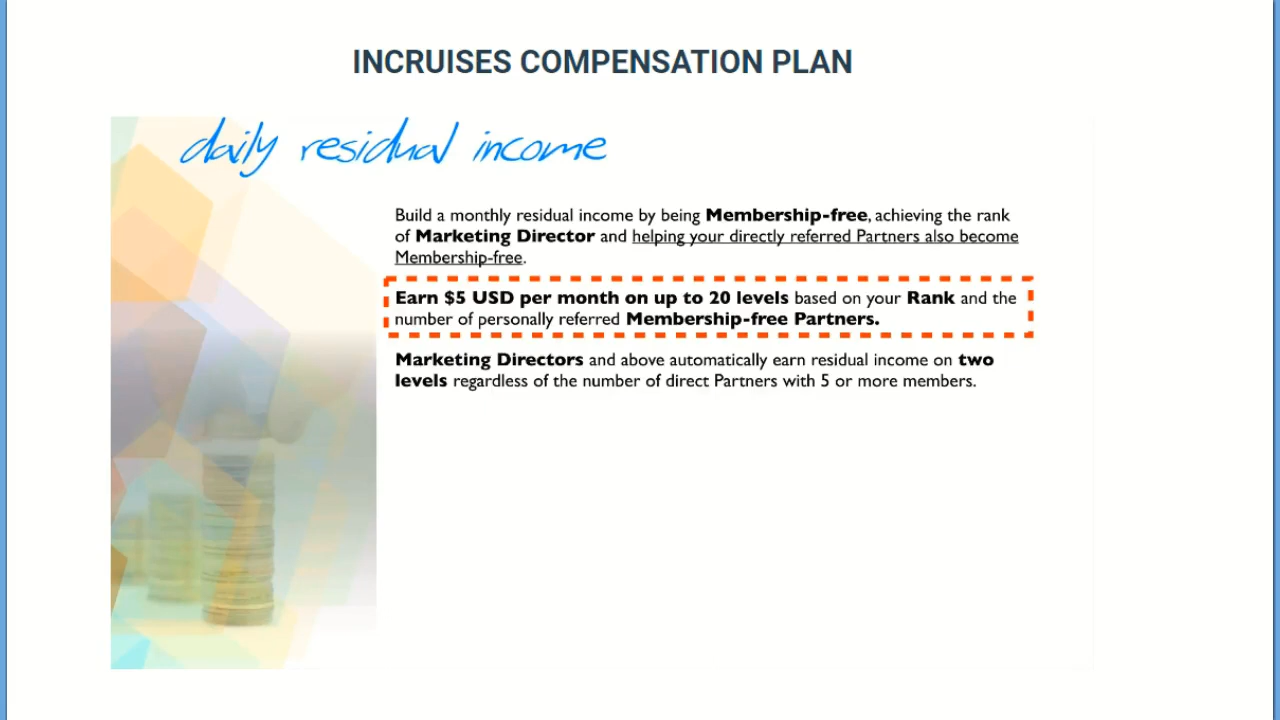 INCRUISES COMPENSATION PLAN
daily residual income
Build a monthly residual income by being Membership-free, achieving the rank
of Marketing Director and helping your directly referred Partners also become
Membership-free.
Earn $5 USD per month on up to 20 levels based on your Rank and the
number of personally referred Membership-free Partners.
Marketing Directors and above automatically earn residual income on two
levels regardless of the number of direct Partners with 5 or more members.